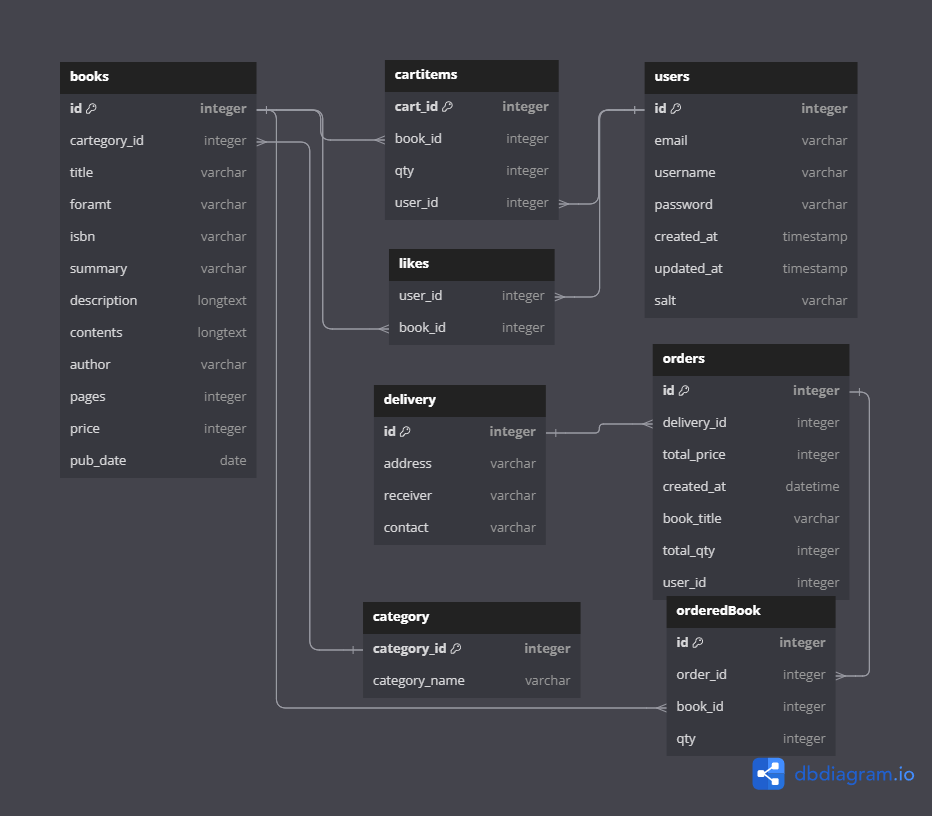 books
id integer
cartegory_id integer
title varchar
foramt varchar
isbn varchar
summary varchar
description longtext
contents longtext
author varchar
pages integer
price integer
pub_date date
cartitems
cart_id integer
book_id integer
qty integer
user_id integer
users
id integer
email varchar
username varchar
password varchar
created_at timestamp
updated_at timestamp
salt varchar
likes
user_id integer
book_id integer
delivery
id integer
address varchar
receiver varchar
contact varchar
orders
id integer
delivery_id integer
total_price integer
created_at datetime
book_title varchar
total_qty integer
user_id integer
category
category_id integer
category_name varchar
orderedBook
id integer
order_id integer
book_id integer
qty integer
dbdiagram.io